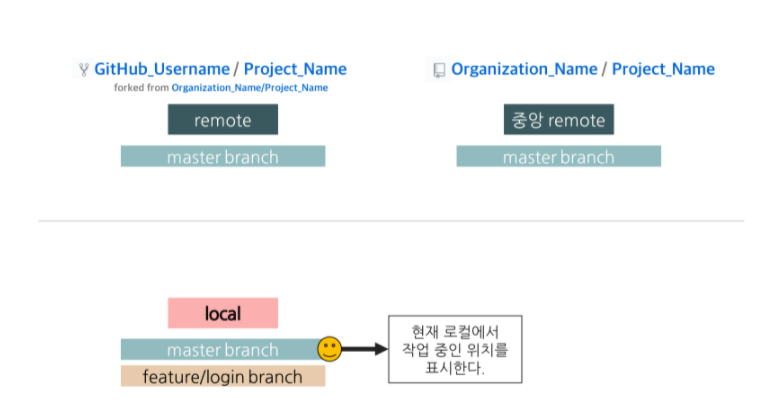 GitHub_Username / Project_Name
forked from Organization_Name/Project_Name
remote
master branch
Organization_Name / Project_Name
중앙 remote
master branch
local
master branch
feature/login branch
현재 로컬에서
작업 중인 위치를
표시한다.